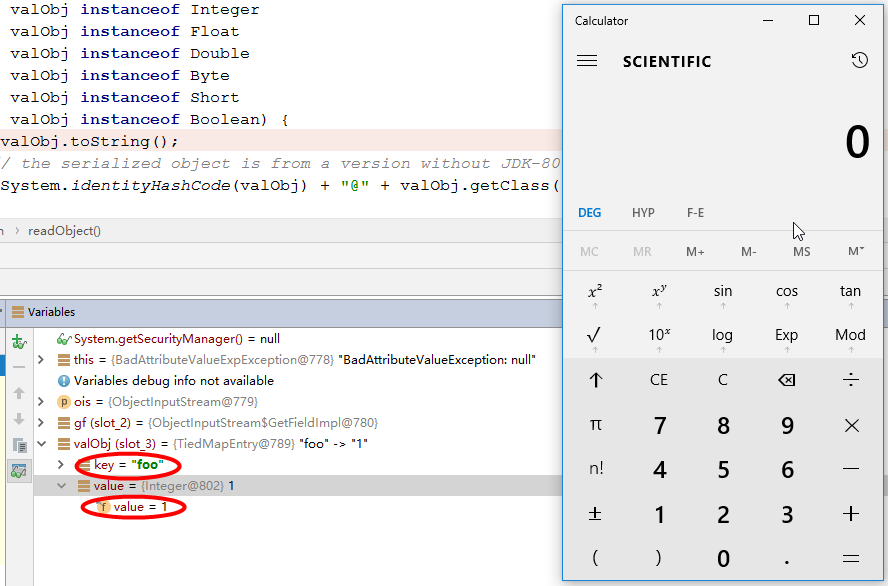 valObj instanceof Integer
valObj instanceof Float
valObj instanceof Double
valObj instanceof Byte
valObj instanceof Short
valObj instanceof Boolean) {
valObj.toString();
/ the serialized object is from a version without JDK-80
System.identityHashCode(valObj) + "@" + valObj.getClass(
n › readObject()
Variables
System.getSecurityManager() = null
this = {BadAttributeValueExpException@778} "BadAttributeValueException: null"
Variables debug info not available
p ois = {ObjectInputStream@779}
gf (slot_2) = {ObjectInputStream$GetFieldImpl@780}
valObj (slot_3) = {TiedMapEntry@789} "foo" -> "1"
key = "foo"
value = {Integer@802} 1
f value = 1
Calculator
SCIENTIFIC
0
DEG HYP F-E
MC MR M+ M- MS M˅
x² xʸ sin cos tan
√ 10ˣ log Exp Mod
↑ CE C ⌫ ÷
π 7 8 9 ×
n! 4 5 6 −
± 1 2 3 +
( ) 0 . =